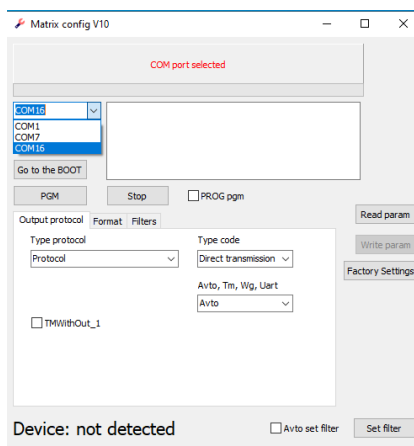 Matrix config V10
COM port selected
COM16
COM1
COM7
COM16
Go to the BOOT
PGM
Stop
PROG pgm
Output protocol
Format
Filters
Read param
Type protocol
Type code
Protocol
Direct transmission
Write param
Factory Settings
Avto, Tm, Wg, Uart
Avto
TMWithOut_1
Device: not detected
Avto set filter
Set filter